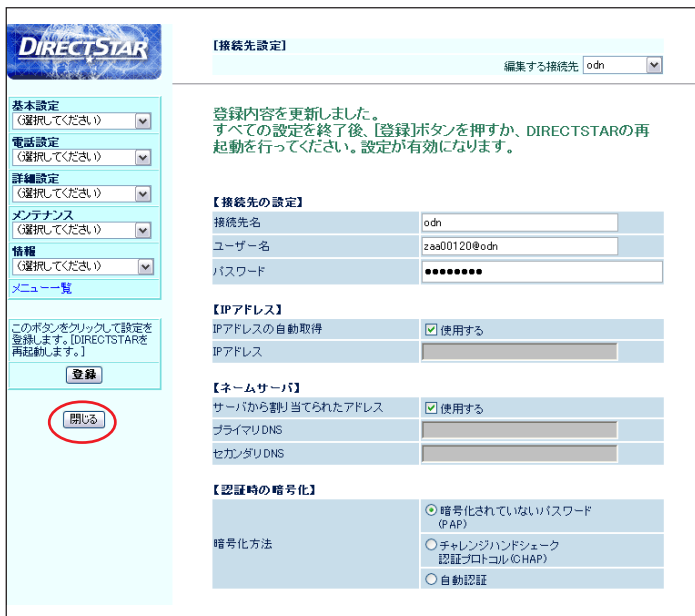 DIRECTSTAR
[接続先設定]
編集する接続先 odn
基本設定
(選択してください)
電話設定
(選択してください)
詳細設定
(選択してください)
メンテナンス
(選択してください)
情報
(選択してください)
メニュー一覧
このボタンをクリックして設定を
登録します。[DIRECTSTARを
再起動します。]
登録
閉じる
登録内容を更新しました。
すべての設定を終了後、[登録]ボタンを押すか、DIRECTSTARの再
起動を行ってください。設定が有効になります。
【接続先の設定】
接続先名 odn
ユーザー名 zaa00120@odn
パスワード ●●●●●●●●
【IPアドレス】
IPアドレスの自動取得 使用する
IPアドレス
【ネームサーバ】
サーバから割り当てられたアドレス 使用する
プライマリDNS
セカンダリDNS
【認証時の暗号化】
暗号化方法
暗号化されていないパスワード
(PAP)
チャレンジハンドシェーク
認証プロトコル(CHAP)
自動認証